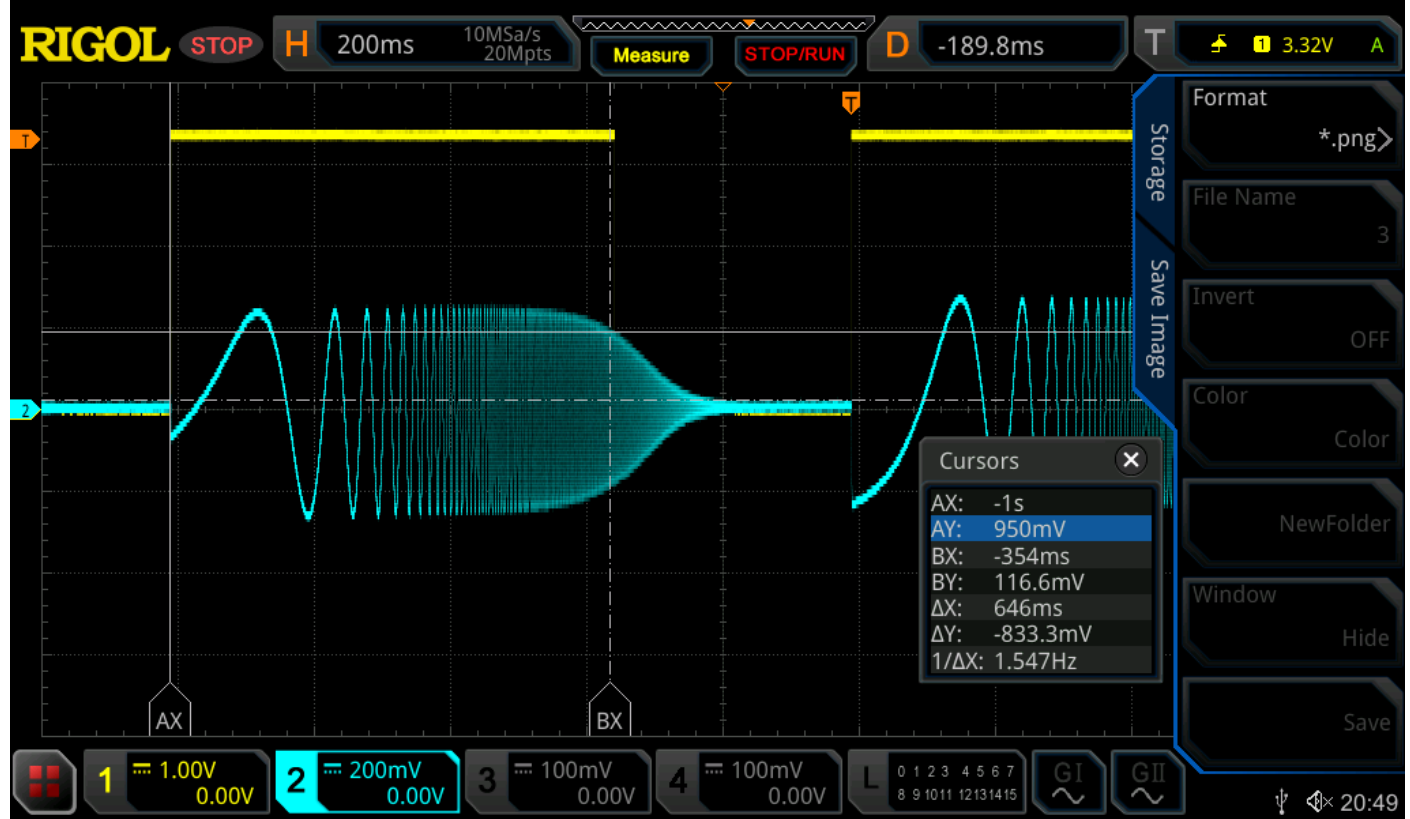 RIGOL STOP H 200ms 10MSa/s 20Mpts Measure STOP/RUN D -189.8ms T 1 3.32V A
T
T
2
Storage
Save Image
Format
*.png>
File Name
3
Invert
OFF
Color
Color
NewFolder
Window
Hide
Save
Cursors
AX: -1s
AY: 950mV
BX: -354ms
BY: 116.6mV
ΔX: 646ms
ΔY: -833.3mV
1/ΔX: 1.547Hz
AX
BX
1 1.00V
0.00V
2 200mV
0.00V
3 100mV
0.00V
4 100mV
0.00V
L 0 1 2 3 4 5 6 7
8 9 10 11 12 13 14 15
GI
GII
20:49